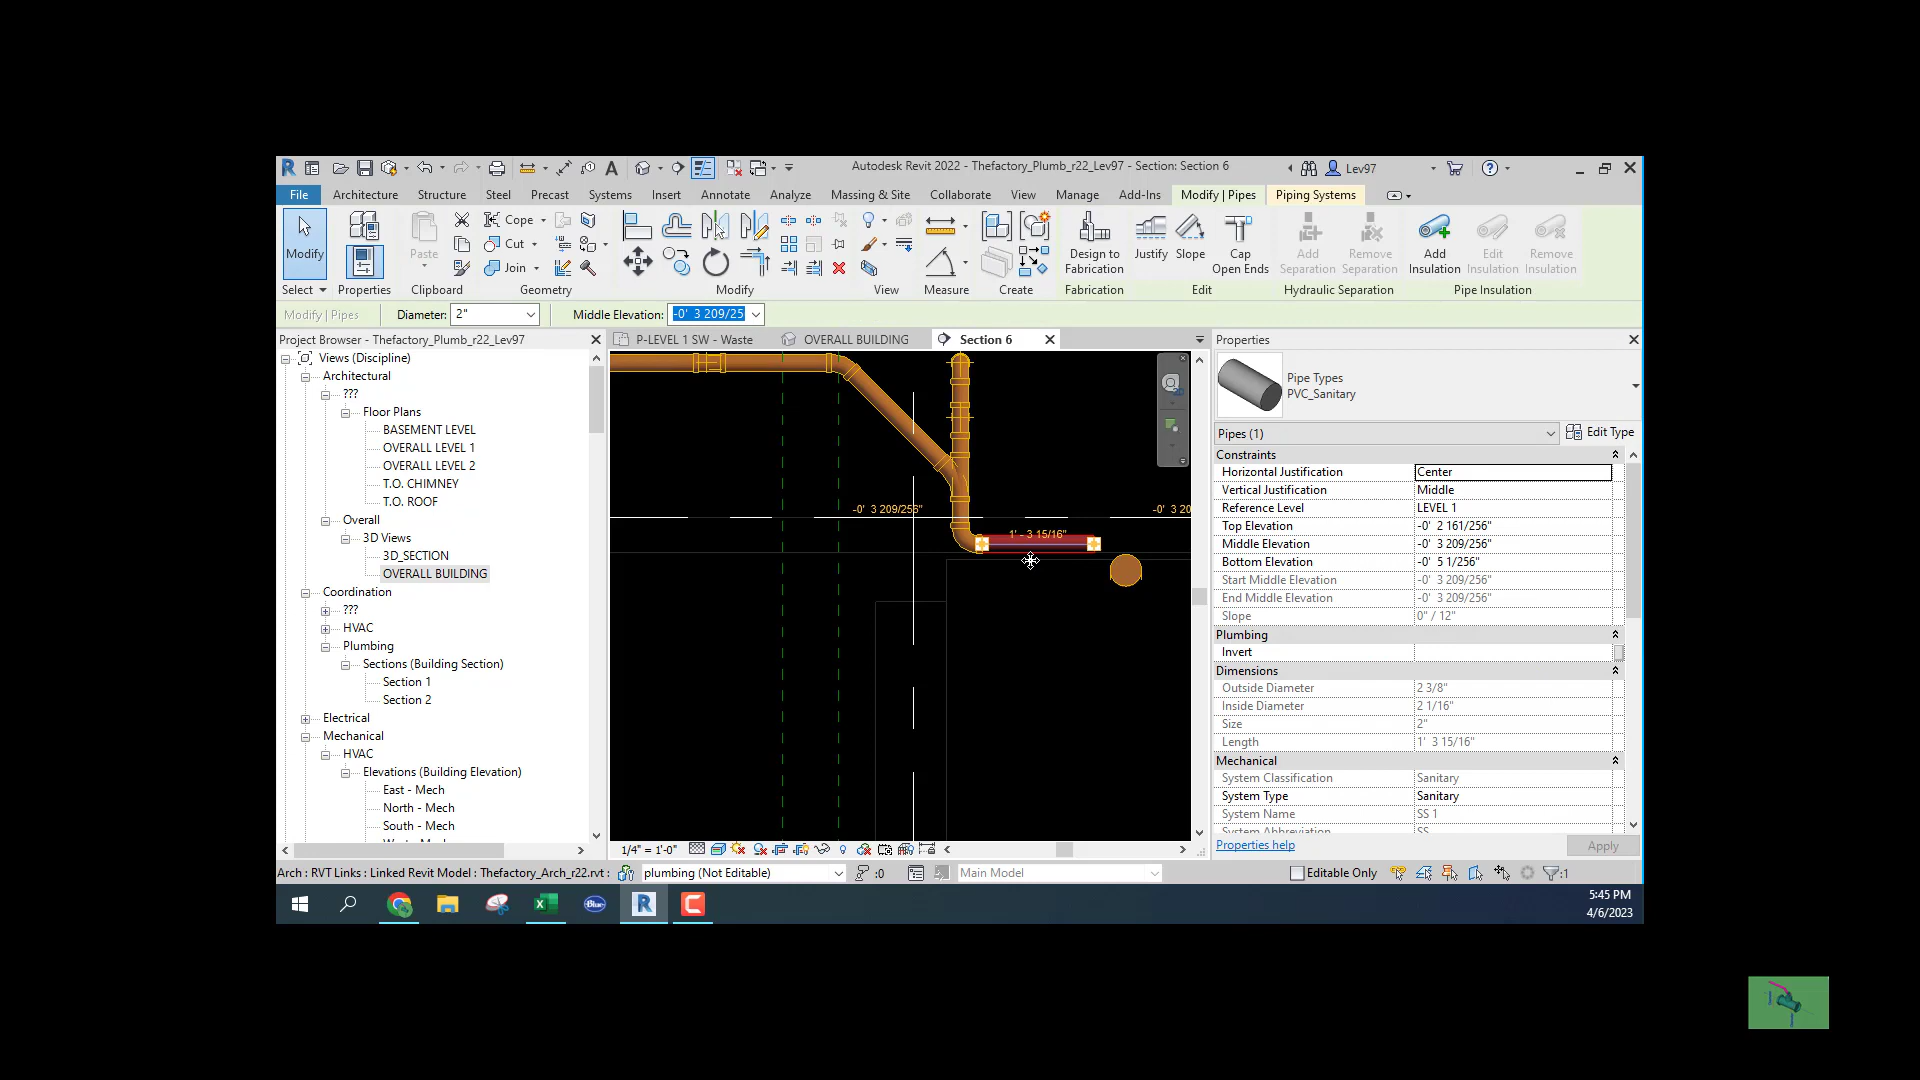 Autodesk Revit 2022 - Thefactory_Plumb_r22_Lev97 - Section: Section 6
Lev97
File Architecture Structure Steel Precast Systems Insert Annotate Analyze Massing & Site Collaborate View Manage Add-Ins Modify | Pipes Piping Systems
Modify
Paste
Cope
Cut
Join
Design to Fabrication
Justify
Slope
Cap Open Ends
Add Separation
Remove Separation
Add Insulation
Edit Insulation
Remove Insulation
Select Properties Clipboard Geometry Modify View Measure Create Fabrication Edit Hydraulic Separation Pipe Insulation
Modify | Pipes Diameter: 2" Middle Elevation: -0' 3 209/25
Project Browser - Thefactory_Plumb_r22_Lev97
Views (Discipline)
Architectural
???
Floor Plans
BASEMENT LEVEL
OVERALL LEVEL 1
OVERALL LEVEL 2
T.O. CHIMNEY
T.O. ROOF
Overall
3D Views
3D_SECTION
OVERALL BUILDING
Coordination
???
HVAC
Plumbing
Sections (Building Section)
Section 1
Section 2
Electrical
Mechanical
HVAC
Elevations (Building Elevation)
East - Mech
North - Mech
South - Mech
P-LEVEL 1 SW - Waste OVERALL BUILDING Section 6
-0' 3 209/256"
-0' 3 20
1' - 3 15/16"
Properties
Pipe Types
PVC_Sanitary
Pipes (1) Edit Type
Constraints
Horizontal Justification Center
Vertical Justification Middle
Reference Level LEVEL 1
Top Elevation -0' 2 161/256"
Middle Elevation -0' 3 209/256"
Bottom Elevation -0' 5 1/256"
Start Middle Elevation -0' 3 209/256"
End Middle Elevation -0' 3 209/256"
Slope 0" / 12"
Plumbing
Invert
Dimensions
Outside Diameter 2 3/8"
Inside Diameter 2 1/16"
Size 2"
Length 1' 3 15/16"
Mechanical
System Classification Sanitary
System Type Sanitary
System Name SS 1
System Abbreviation SS
Properties help Apply
1/4" = 1'-0"
Arch : RVT Links : Linked Revit Model : Thefactory_Arch_r22.rvt : plumbing (Not Editable) :0 Main Model Editable Only :1
5:45 PM
4/6/2023